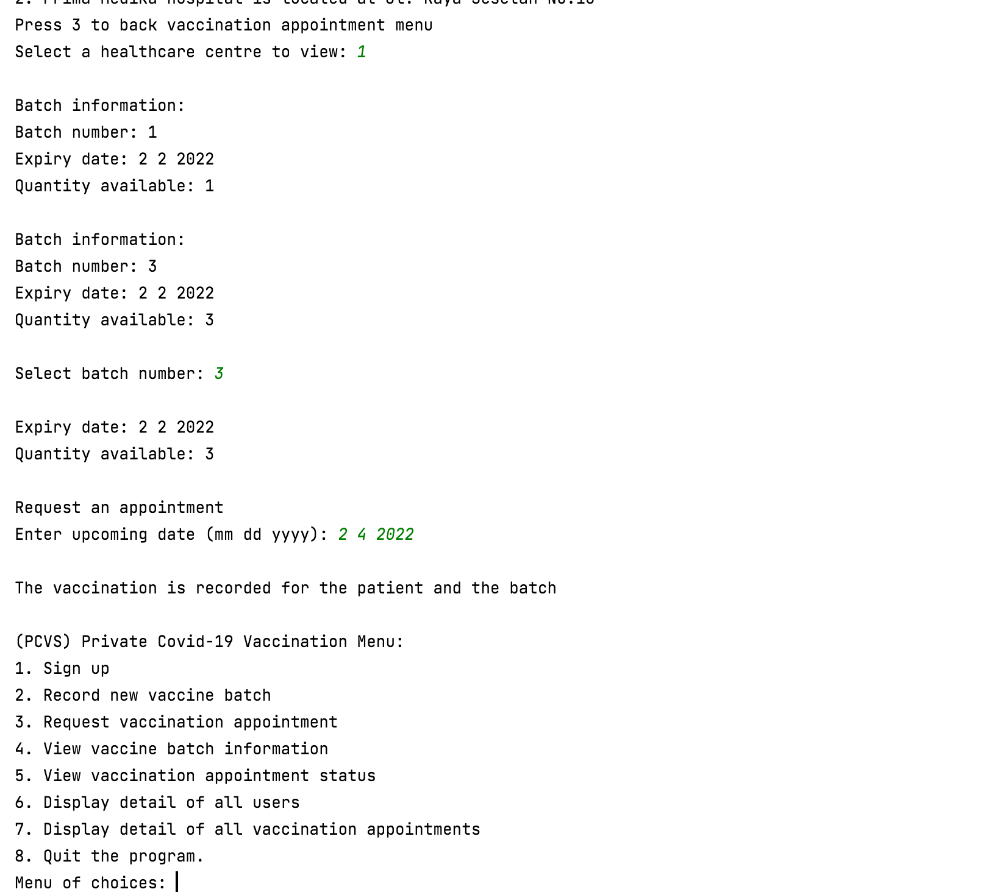 2. Prima Medika Hospital is located at Jl. Raya Sesetan No.10
Press 3 to back vaccination appointment menu
Select a healthcare centre to view: 1
Batch information:
Batch number: 1
Expiry date: 2 2 2022
Quantity available: 1
Batch information:
Batch number: 3
Expiry date: 2 2 2022
Quantity available: 3
Select batch number: 3
Expiry date: 2 2 2022
Quantity available: 3
Request an appointment
Enter upcoming date (mm dd yyyy): 2 4 2022
The vaccination is recorded for the patient and the batch
(PCVS) Private Covid-19 Vaccination Menu:
1. Sign up
2. Record new vaccine batch
3. Request vaccination appointment
4. View vaccine batch information
5. View vaccination appointment status
6. Display detail of all users
7. Display detail of all vaccination appointments
8. Quit the program.
Menu of choices: